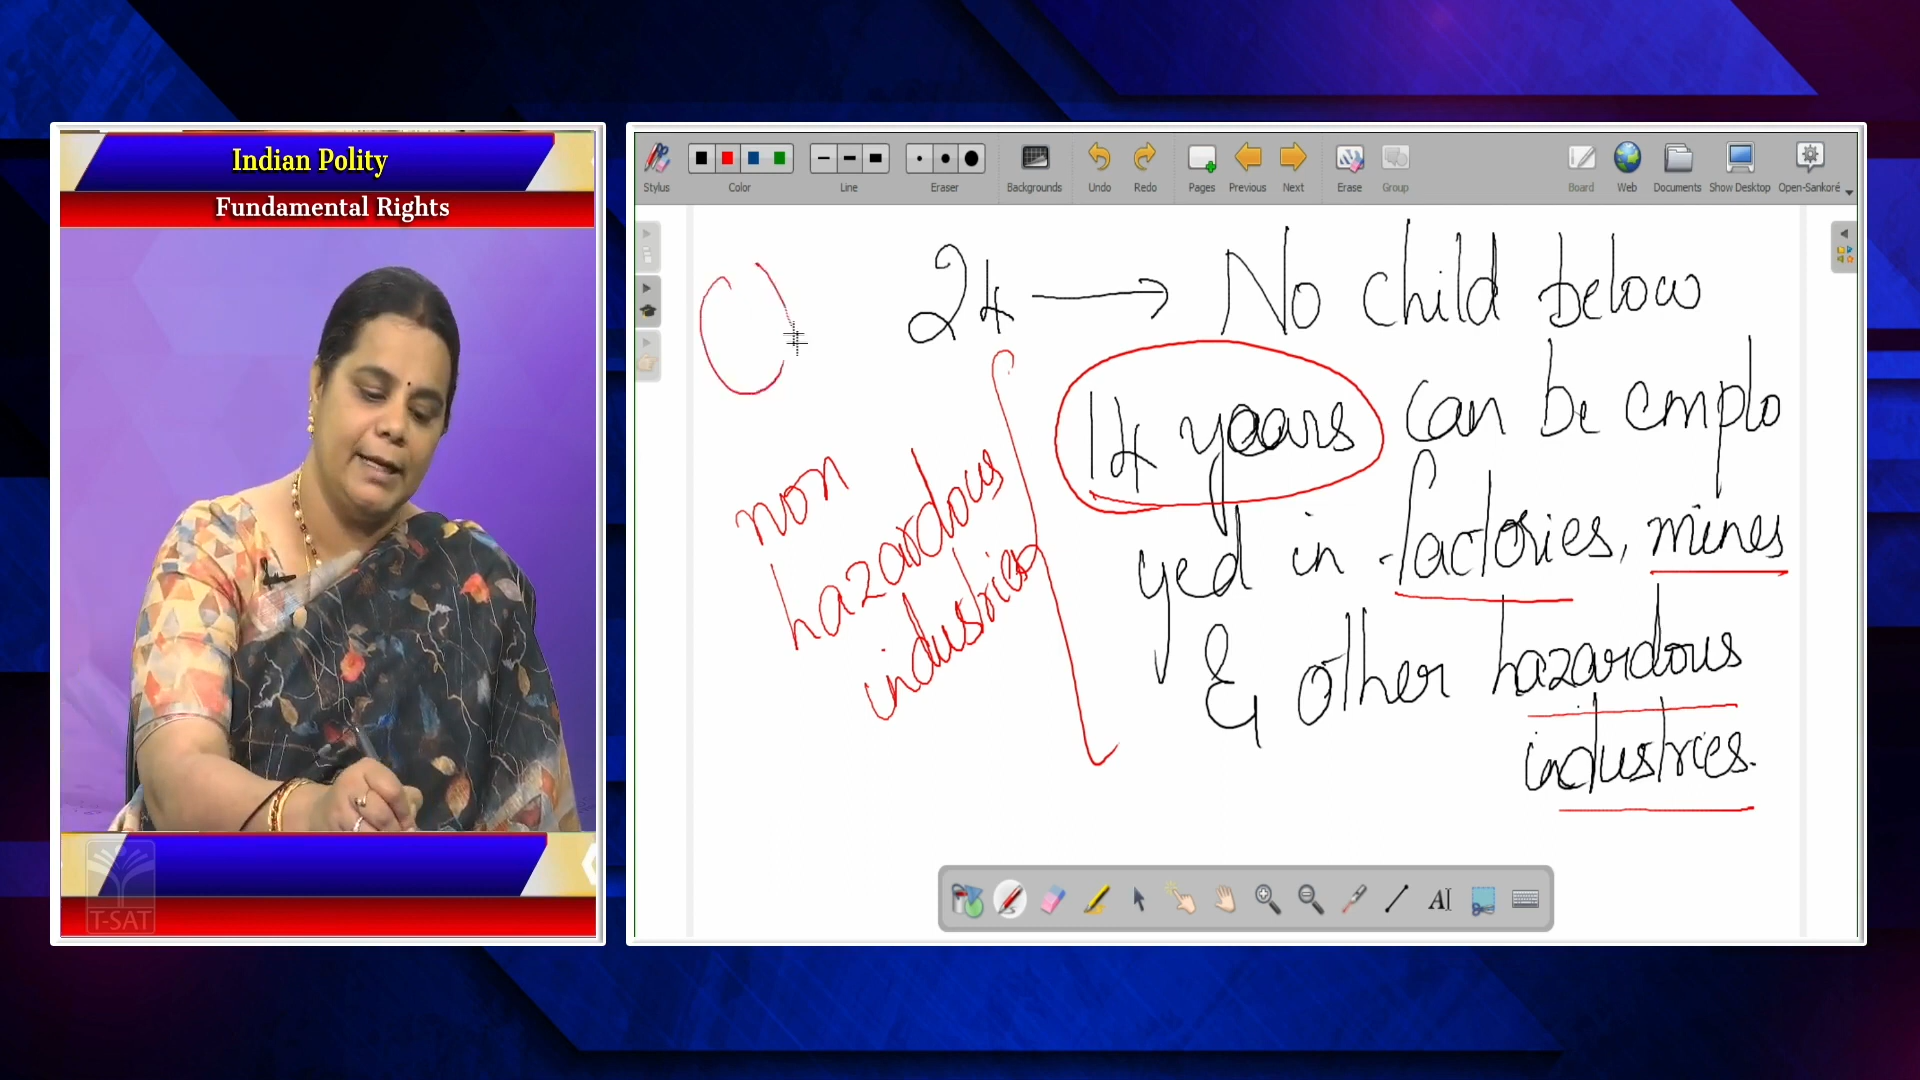 Indian Polity
Fundamental Rights
T-SAT
Stylus
Color
Line
Eraser
Backgrounds
Undo
Redo
Pages
Previous
Next
Erase
Group
Board
Web
Documents
Show Desktop
Open-Sankoré
24 → No child below
14 years can be emplo
yed in factories, mines
& other hazardous
industries.
non
hazardous
industries
AI